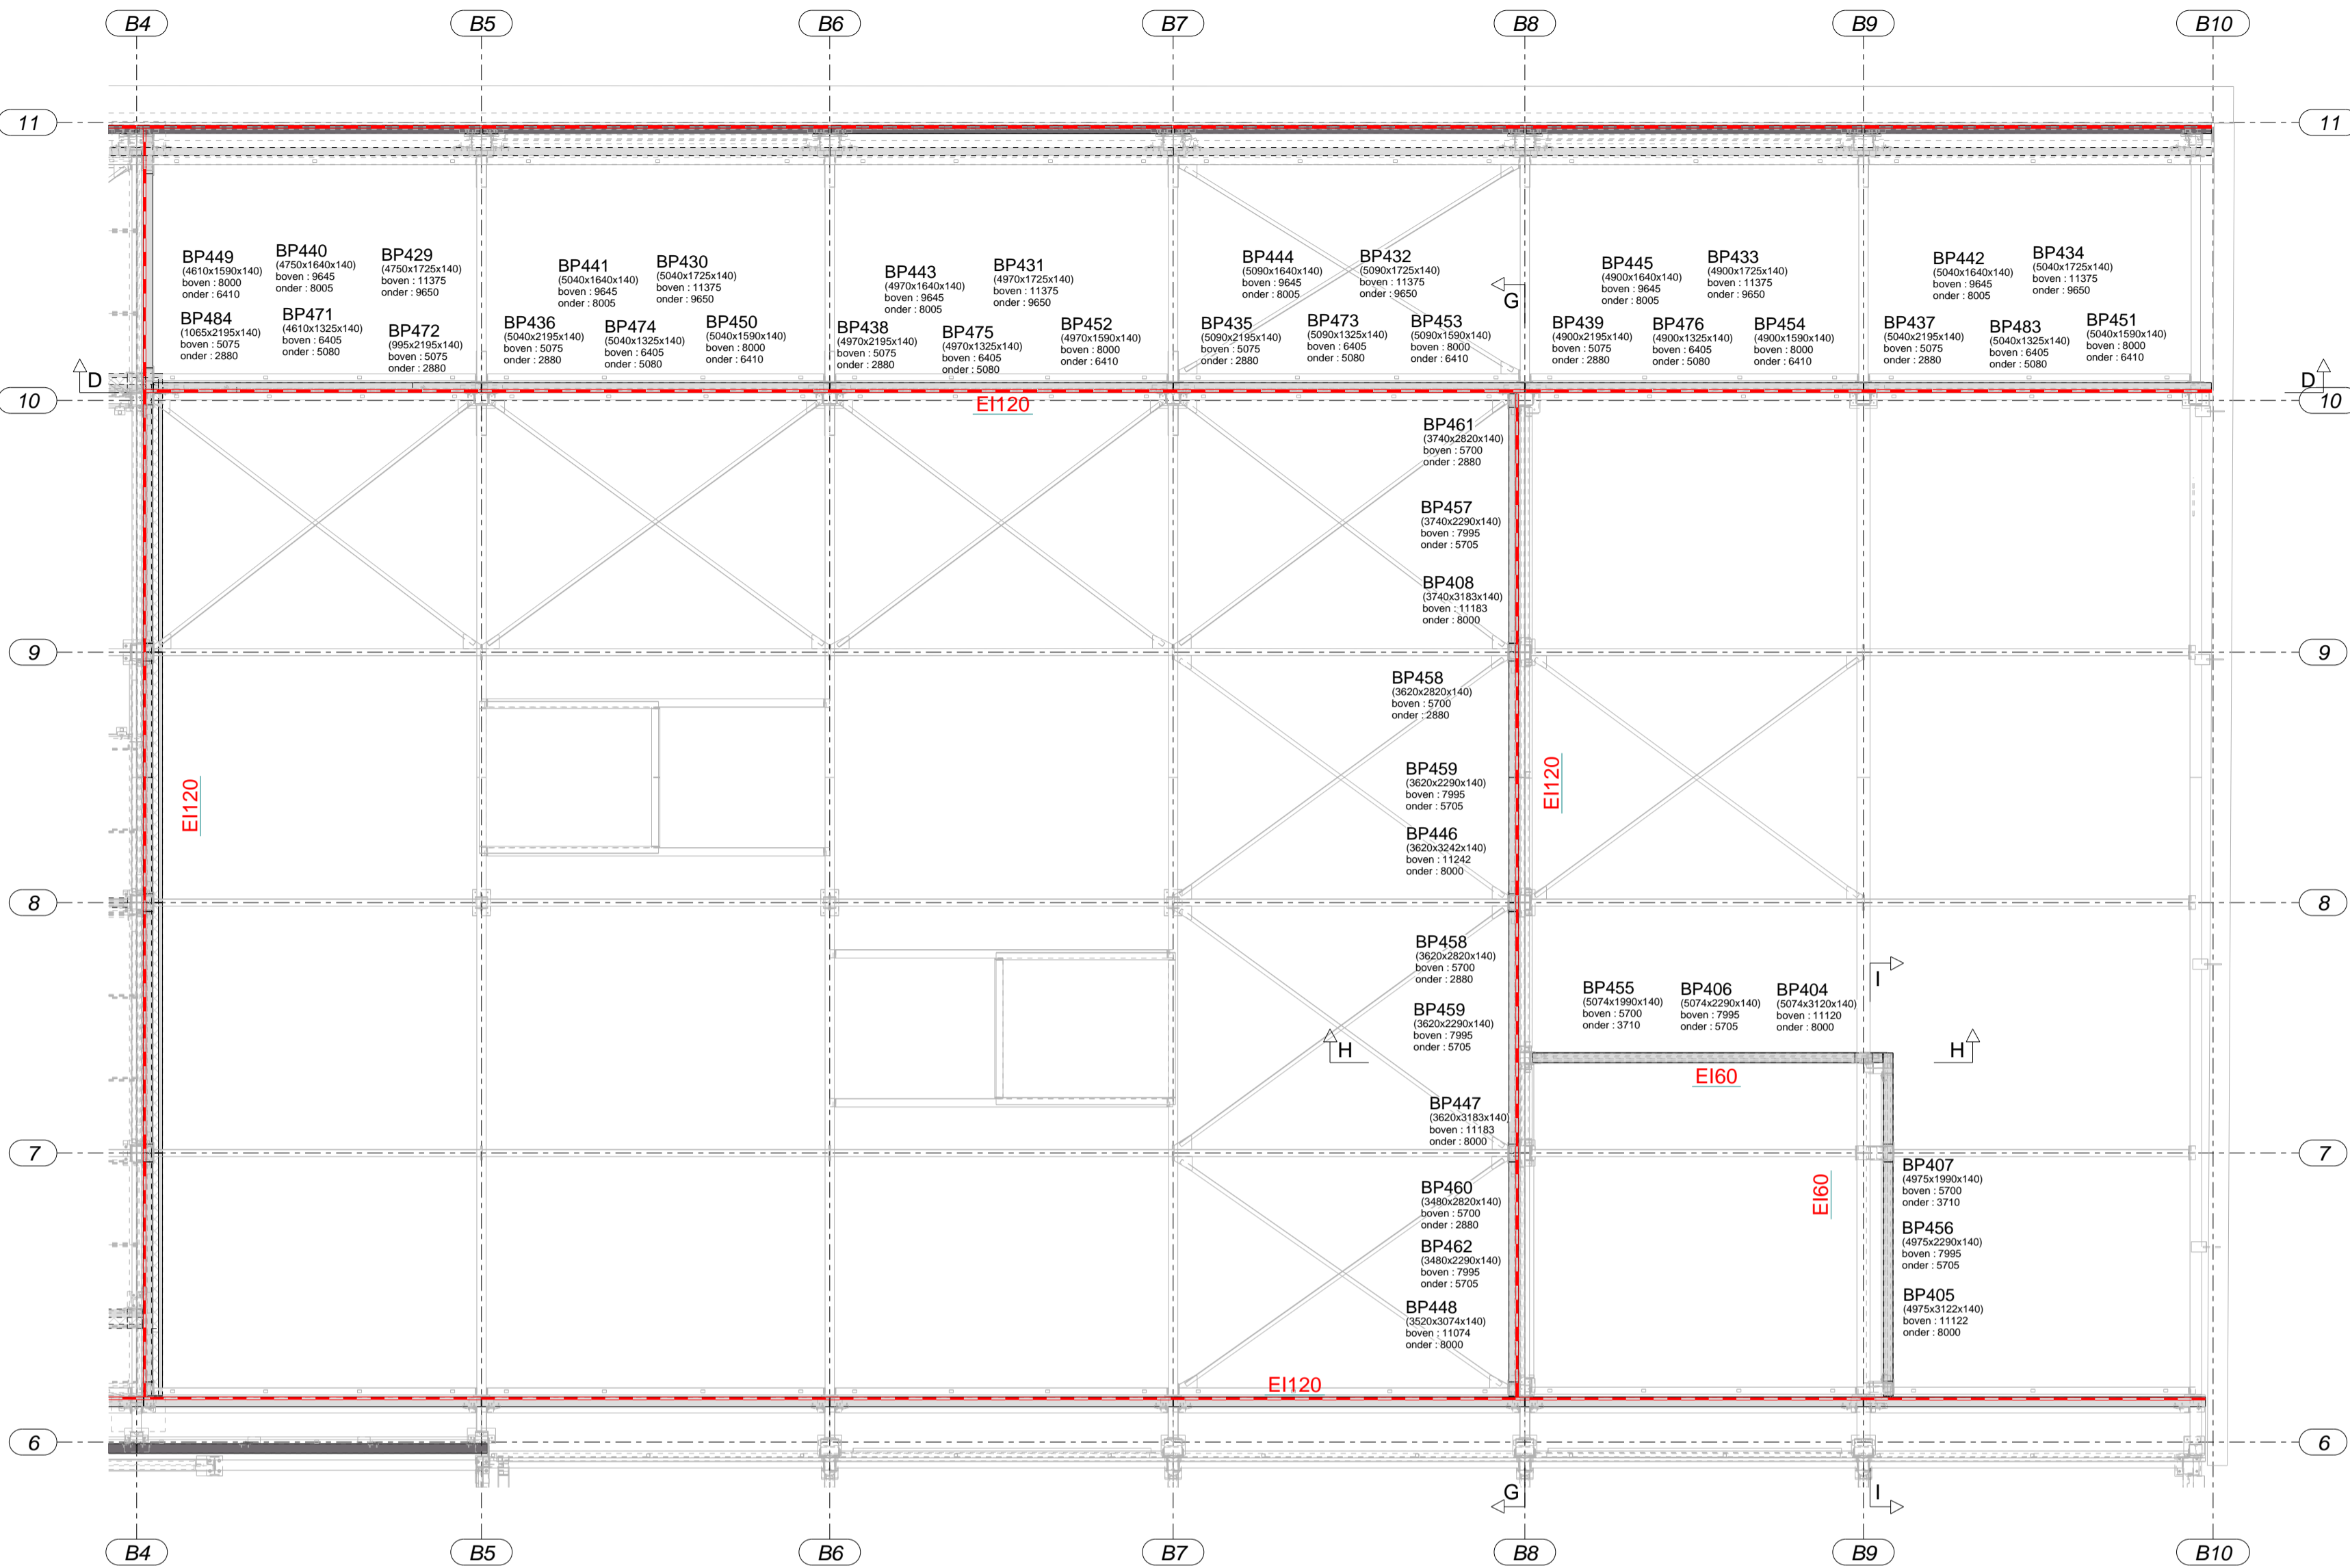 B4
B5
B6
B7
B8
B9
B10
11
11
BP449
(4610x1590x140)
boven : 8000
onder : 6410
BP440
(4750x1640x140)
boven : 9645
onder : 8005
BP429
(4750x1725x140)
boven : 11375
onder : 9650
BP441
(5040x1640x140)
boven : 9645
onder : 8005
BP430
(5040x1725x140)
boven : 11375
onder : 9650
BP443
(4970x1640x140)
boven : 9645
onder : 8005
BP431
(4970x1725x140)
boven : 11375
onder : 9650
BP444
(5090x1640x140)
boven : 9645
onder : 8005
BP432
(5090x1725x140)
boven : 11375
onder : 9650
G
BP445
(4900x1640x140)
boven : 9645
onder : 8005
BP433
(4900x1725x140)
boven : 11375
onder : 9650
BP442
(5040x1640x140)
boven : 9645
onder : 8005
BP434
(5040x1725x140)
boven : 11375
onder : 9650
BP484
(1065x2195x140)
boven : 5075
onder : 2880
BP471
(4610x1325x140)
boven : 6405
onder : 5080
BP472
(995x2195x140)
boven : 5075
onder : 2880
BP436
(5040x2195x140)
boven : 5075
onder : 2880
BP474
(5040x1325x140)
boven : 6405
onder : 5080
BP450
(5040x1590x140)
boven : 8000
onder : 6410
BP438
(4970x2195x140)
boven : 5075
onder : 2880
BP475
(4970x1325x140)
boven : 6405
onder : 5080
BP452
(4970x1590x140)
boven : 8000
onder : 6410
BP435
(5090x2195x140)
boven : 5075
onder : 2880
BP473
(5090x1325x140)
boven : 6405
onder : 5080
BP453
(5090x1590x140)
boven : 8000
onder : 6410
BP439
(4900x2195x140)
boven : 5075
onder : 2880
BP476
(4900x1325x140)
boven : 6405
onder : 5080
BP454
(4900x1590x140)
boven : 8000
onder : 6410
BP437
(5040x2195x140)
boven : 5075
onder : 2880
BP483
(5040x1325x140)
boven : 6405
onder : 5080
BP451
(5040x1590x140)
boven : 8000
onder : 6410
D
D
10
10
EI120
BP461
(3740x2820x140)
boven : 5700
onder : 2880
BP457
(3740x2290x140)
boven : 7995
onder : 5705
BP408
(3740x3183x140)
boven : 11183
onder : 8000
9
9
BP458
(3620x2820x140)
boven : 5700
onder : 2880
EI120
EI120
BP459
(3620x2290x140)
boven : 7995
onder : 5705
BP446
(3620x3242x140)
boven : 11242
onder : 8000
8
8
BP458
(3620x2820x140)
boven : 5700
onder : 2880
I
BP455
(5074x1990x140)
boven : 5700
onder : 3710
BP406
(5074x2290x140)
boven : 7995
onder : 5705
BP404
(5074x3120x140)
boven : 11120
onder : 8000
BP459
(3620x2290x140)
boven : 7995
onder : 5705
H
H
EI60
BP447
(3620x3183x140)
boven : 11183
onder : 8000
7
7
BP460
(3480x2820x140)
boven : 5700
onder : 2880
EI60
BP407
(4975x1990x140)
boven : 5700
onder : 3710
BP462
(3480x2290x140)
boven : 7995
onder : 5705
BP456
(4975x2290x140)
boven : 7995
onder : 5705
BP448
(3520x3074x140)
boven : 11074
onder : 8000
BP405
(4975x3122x140)
boven : 11122
onder : 8000
EI120
6
6
G
I
B4
B5
B6
B7
B8
B9
B10